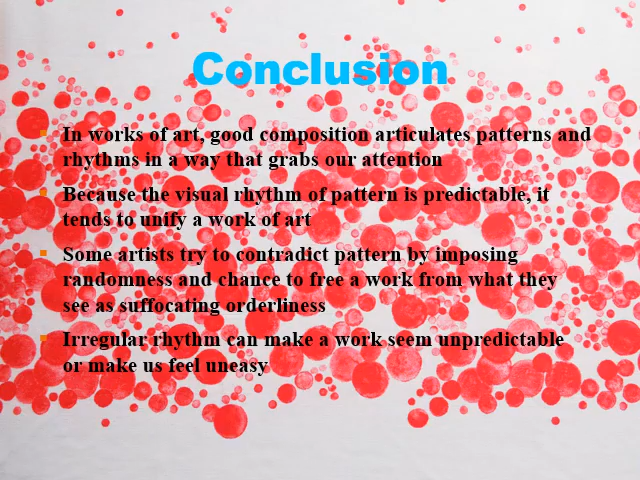 Conclusion
In works of art, good composition articulates patterns and
rhythms in a way that grabs our attention
Because the visual rhythm of pattern is predictable, it
tends to unify a work of art
Some artists try to contradict pattern by imposing
randomness and chance to free a work from what they
see as suffocating orderliness
Irregular rhythm can make a work seem unpredictable
or make us feel uneasy